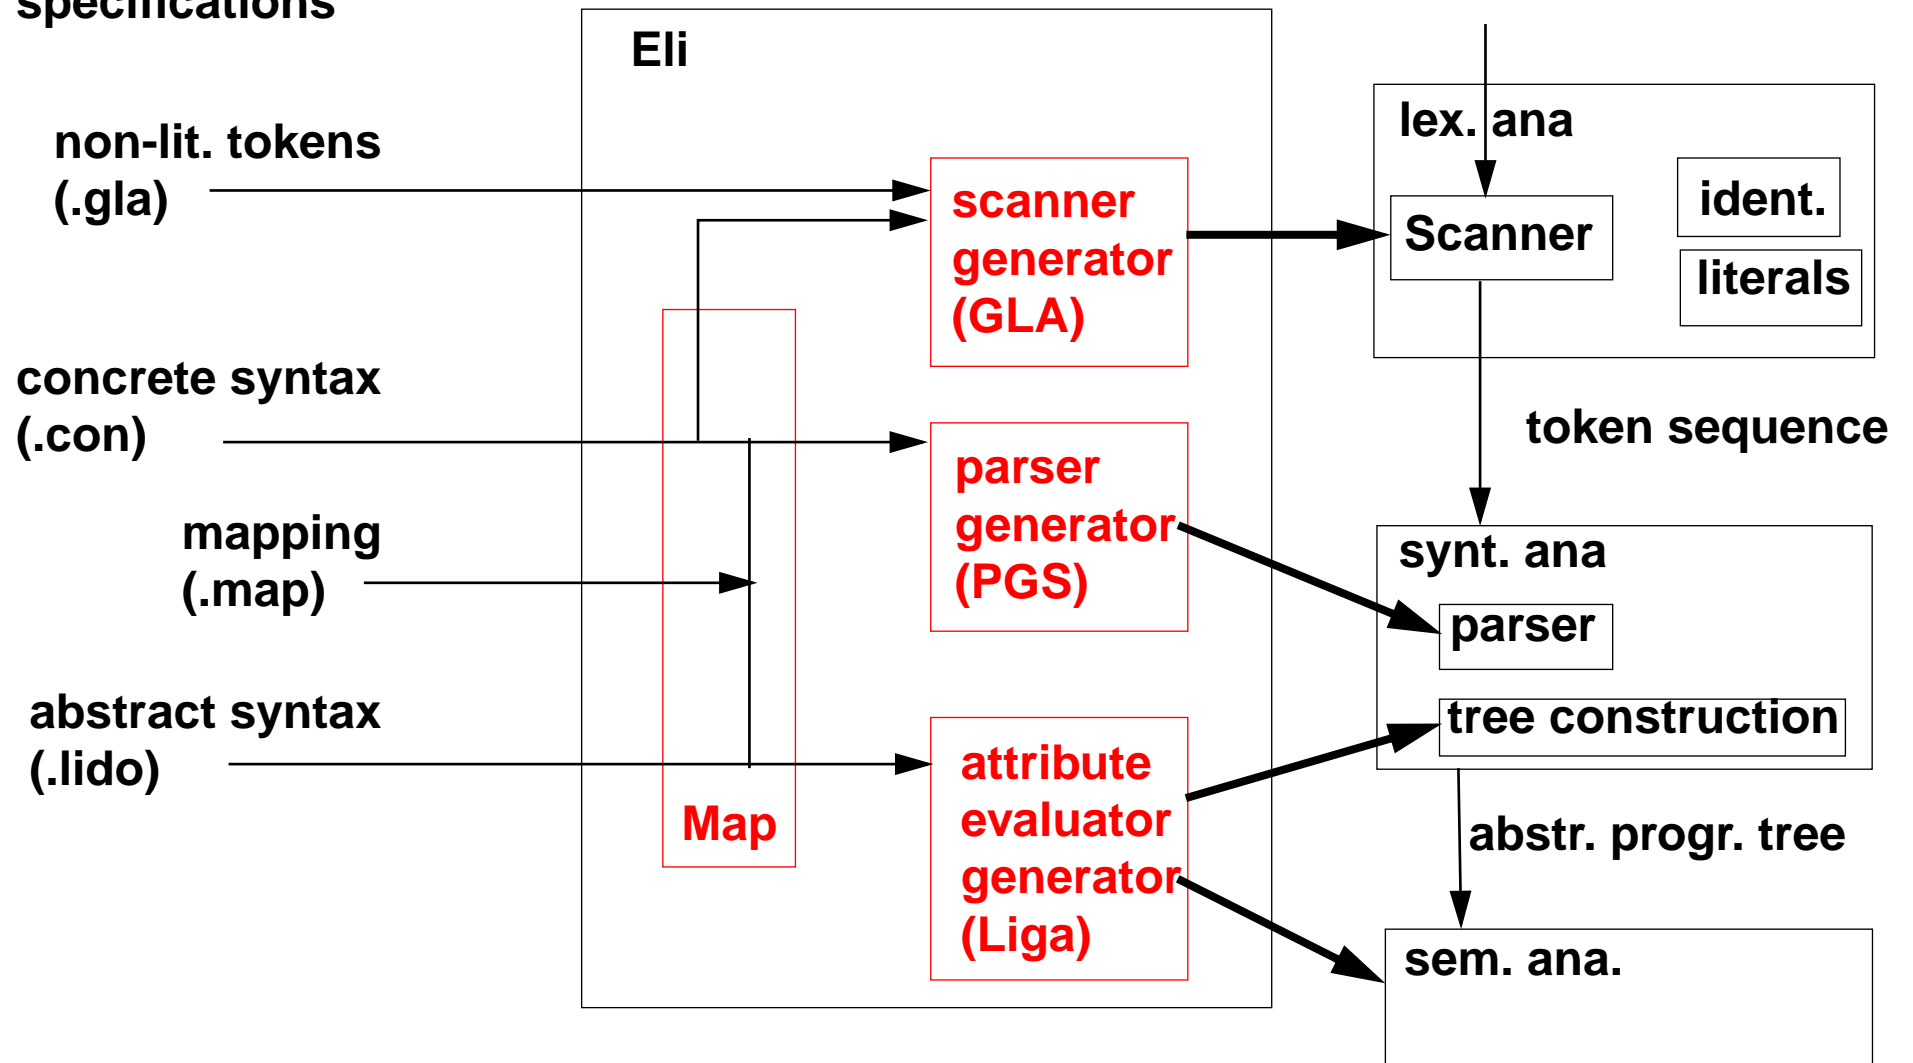 specifications
Eli
non-lit. tokens
(.gla)
concrete syntax
(.con)
mapping
(.map)
abstract syntax
(.lido)
Map
scanner
generator
(GLA)
parser
generator
(PGS)
attribute
evaluator
generator
(Liga)
lex. ana
Scanner
ident.
literals
token sequence
synt. ana
parser
tree construction
abstr. progr. tree
sem. ana.